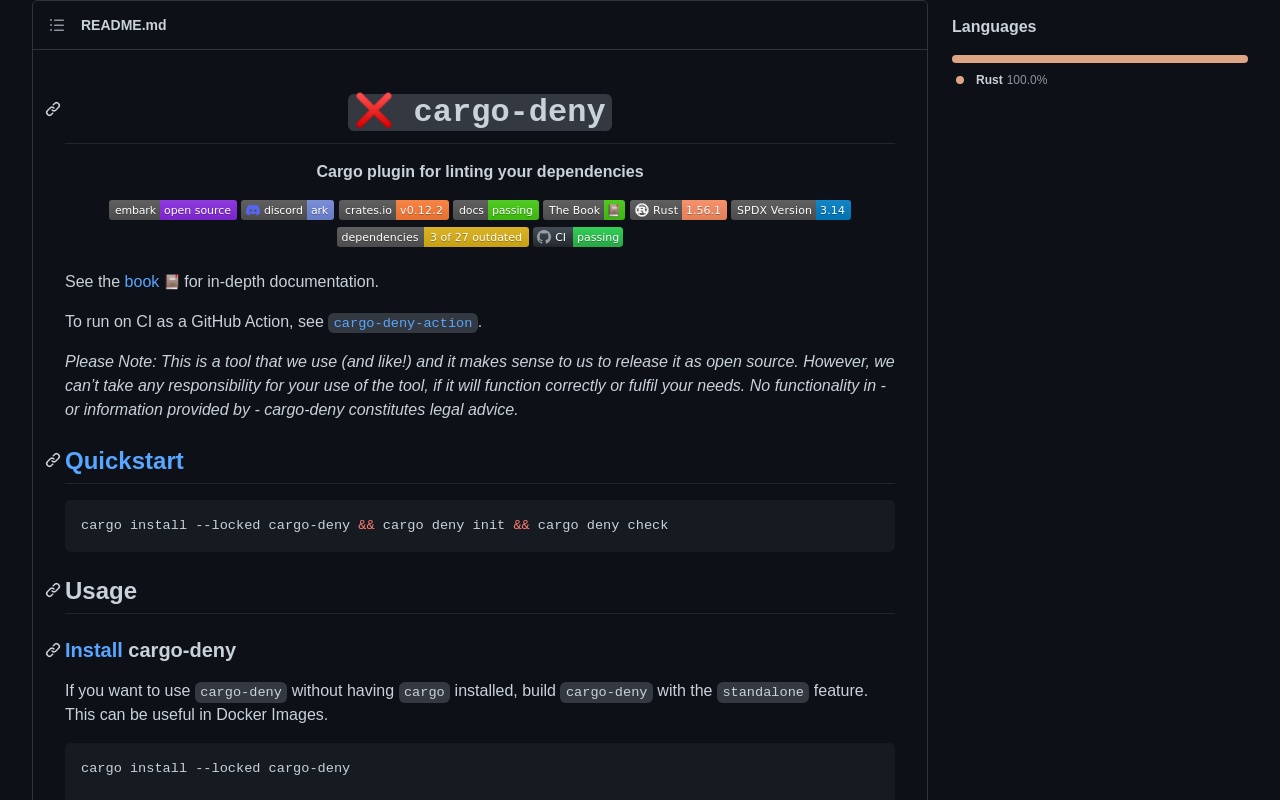 README.md
Languages
Rust 100.0%
❌ cargo-deny
Cargo plugin for linting your dependencies
embark open source discord ark crates.io v0.12.2 docs passing The Book 📔 Rust 1.56.1 SPDX Version 3.14
dependencies 3 of 27 outdated CI passing
See the book 📔 for in-depth documentation.
To run on CI as a GitHub Action, see cargo-deny-action.
Please Note: This is a tool that we use (and like!) and it makes sense to us to release it as open source. However, we
can’t take any responsibility for your use of the tool, if it will function correctly or fulfil your needs. No functionality in -
or information provided by - cargo-deny constitutes legal advice.
Quickstart
cargo install --locked cargo-deny && cargo deny init && cargo deny check
Usage
Install cargo-deny
If you want to use cargo-deny without having cargo installed, build cargo-deny with the standalone feature.
This can be useful in Docker Images.
cargo install --locked cargo-deny